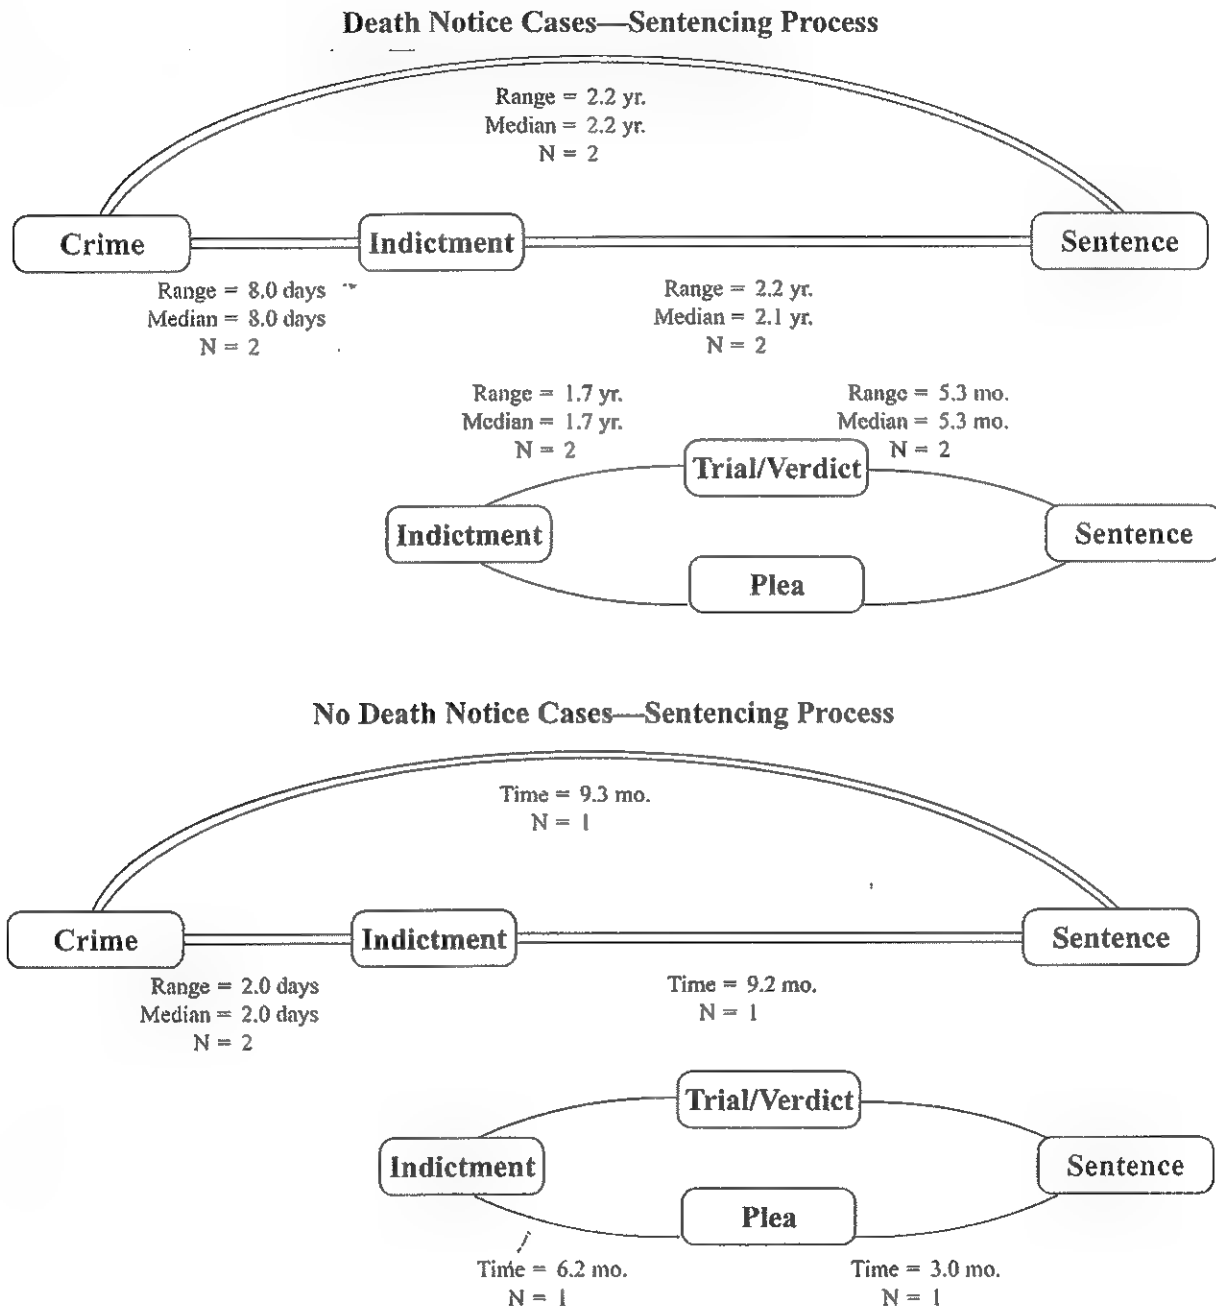 Death Notice Cases—Sentencing Process
Range = 2.2 yr.
Median = 2.2 yr.
N = 2
Crime
Indictment
Sentence
Range = 8.0 days
Median = 8.0 days
N = 2
Range = 2.2 yr.
Median = 2.1 yr.
N = 2
Range = 1.7 yr.
Median = 1.7 yr.
N = 2
Range = 5.3 mo.
Median = 5.3 mo.
N = 2
Trial/Verdict
Indictment
Sentence
Plea
No Death Notice Cases—Sentencing Process
Time = 9.3 mo.
N = 1
Crime
Indictment
Sentence
Range = 2.0 days
Median = 2.0 days
N = 2
Time = 9.2 mo.
N = 1
Trial/Verdict
Indictment
Sentence
Plea
Time = 6.2 mo.
N = 1
Time = 3.0 mo.
N = 1